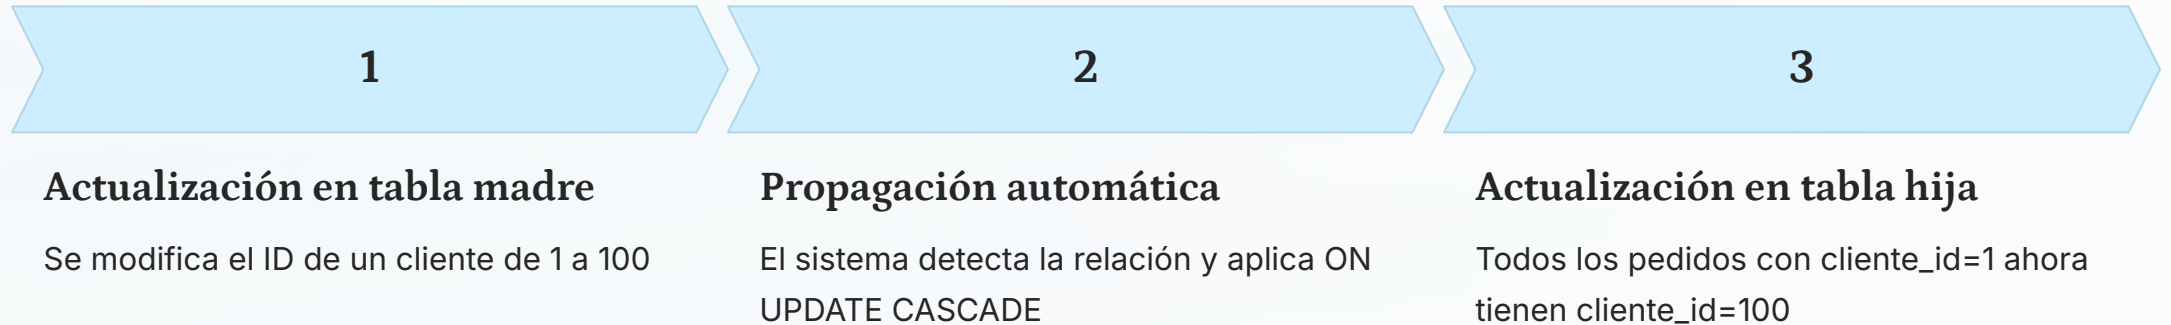 1
2
3
Actualización en tabla madre
Se modifica el ID de un cliente de 1 a 100
Propagación automática
El sistema detecta la relación y aplica ON
UPDATE CASCADE
Actualización en tabla hija
Todos los pedidos con cliente_id=1 ahora
tienen cliente_id=100